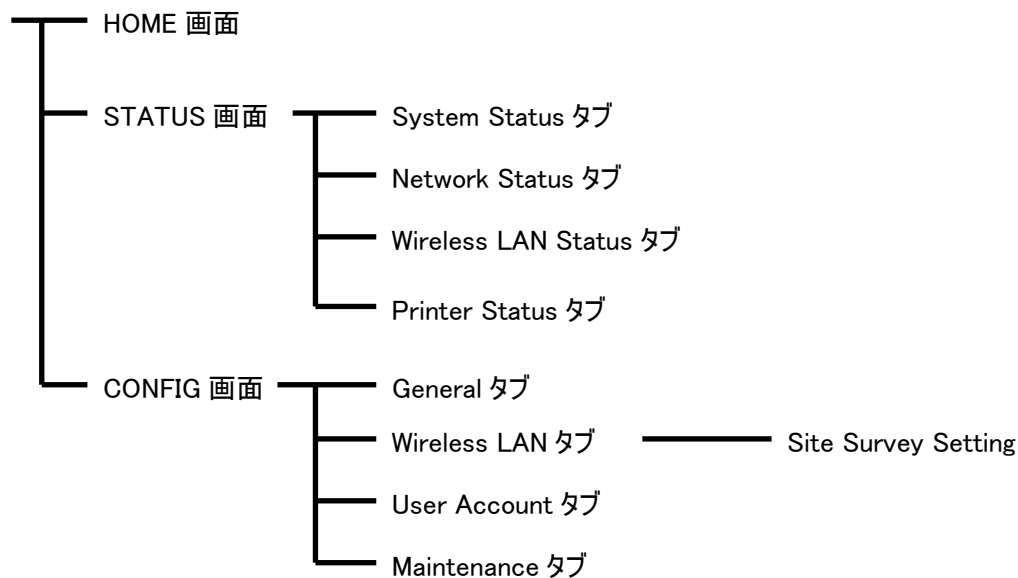 HOME 画面
STATUS 画面
System Status タブ
Network Status タブ
Wireless LAN Status タブ
Printer Status タブ
CONFIG 画面
General タブ
Wireless LAN タブ
Site Survey Setting
User Account タブ
Maintenance タブ